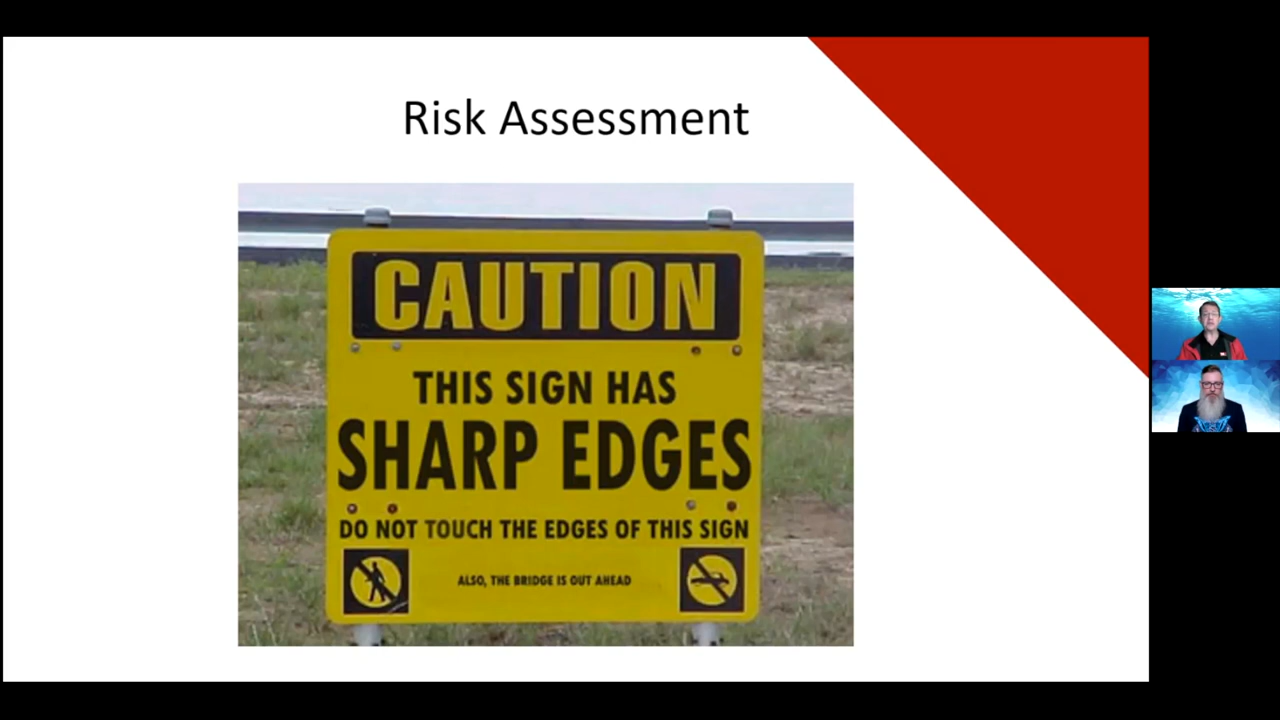 Risk Assessment
CAUTION
THIS SIGN HAS
SHARP EDGES
DO NOT TOUCH THE EDGES OF THIS SIGN
ALSO, THE BRIDGE IS OUT AHEAD